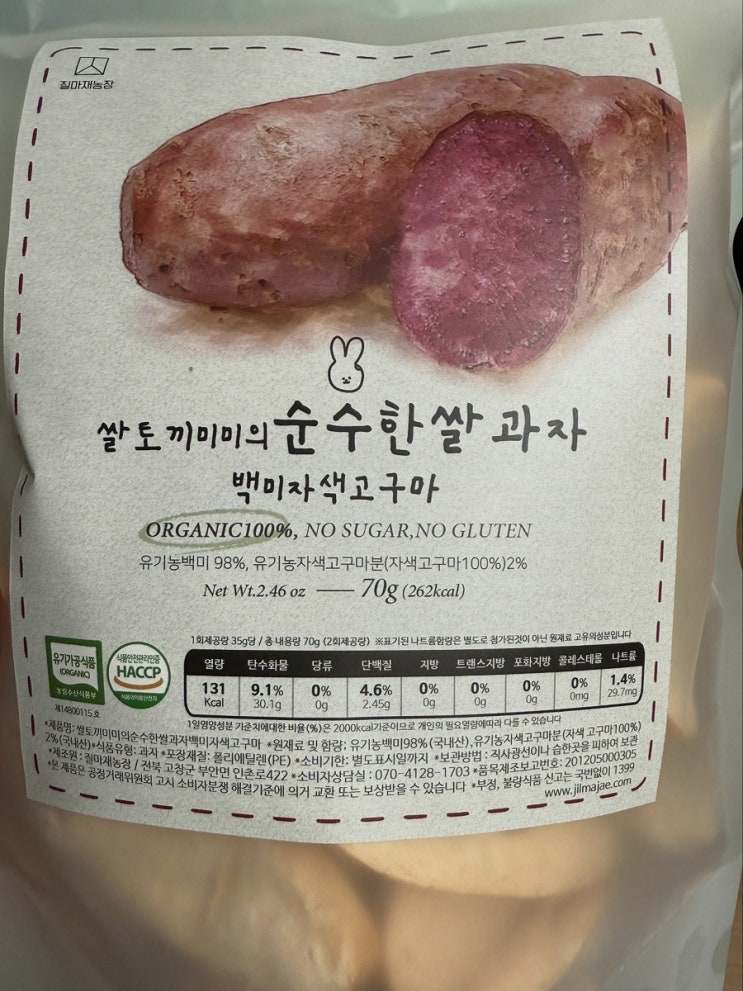 질마재농장
쌀토끼미미의 순수한쌀과자
백미자색고구마
ORGANIC100%, NO SUGAR,NO GLUTEN
유기농백미 98%, 유기농자색고구마분(자색고구마100%)2%
Net Wt.2.46 oz — 70g (262kcal)
1회제공량 35g당 / 총 내용량 70g (2회제공량) ※표기된 나트륨함량은 별도로 첨가된것이 아닌 원재료 고유의성분입니다
열량 탄수화물 당류 단백질 지방 트랜스지방 포화지방 콜레스테롤 나트륨
131 Kcal 9.1% 30.1g 0% 0g 4.6% 2.45g 0% 0g 0% 0g 0% 0g 0% 0mg 1.4% 29.7mg
1일영양성분 기준치에대한 비율(%)은 2000kcal기준이므로 개인의 필요열량에따라 다를 수 있습니다
유기가공식품
(ORGANIC)
농림축산식품부
제14800115호
식품안전관리인증
HACCP
식품의약품안전처
*제품명: 쌀토끼미미의순수한쌀과자백미자색고구마 *원재료 및 함량: 유기농백미98%(국내산),유기농자색고구마분(자색 고구마100%)
2%(국내산)*식품유형: 과자 *포장재질: 폴리에틸렌(PE) *소비기한: 별도표시일까지 *보관방법: 직사광선이나 습한곳을 피하여 보관
*제조원: 질마재농장 / 전북 고창군 부안면 인촌로422 *소비자상담실: 070-4128-1703 *품목제조보고번호: 201205000305
*본 제품은 공정거래위원회 고시 소비자분쟁 해결기준에 의거 교환 또는 보상받을 수 있습니다 *부정, 불량식품 신고는 국번없이 1399
www.jilmajae.com